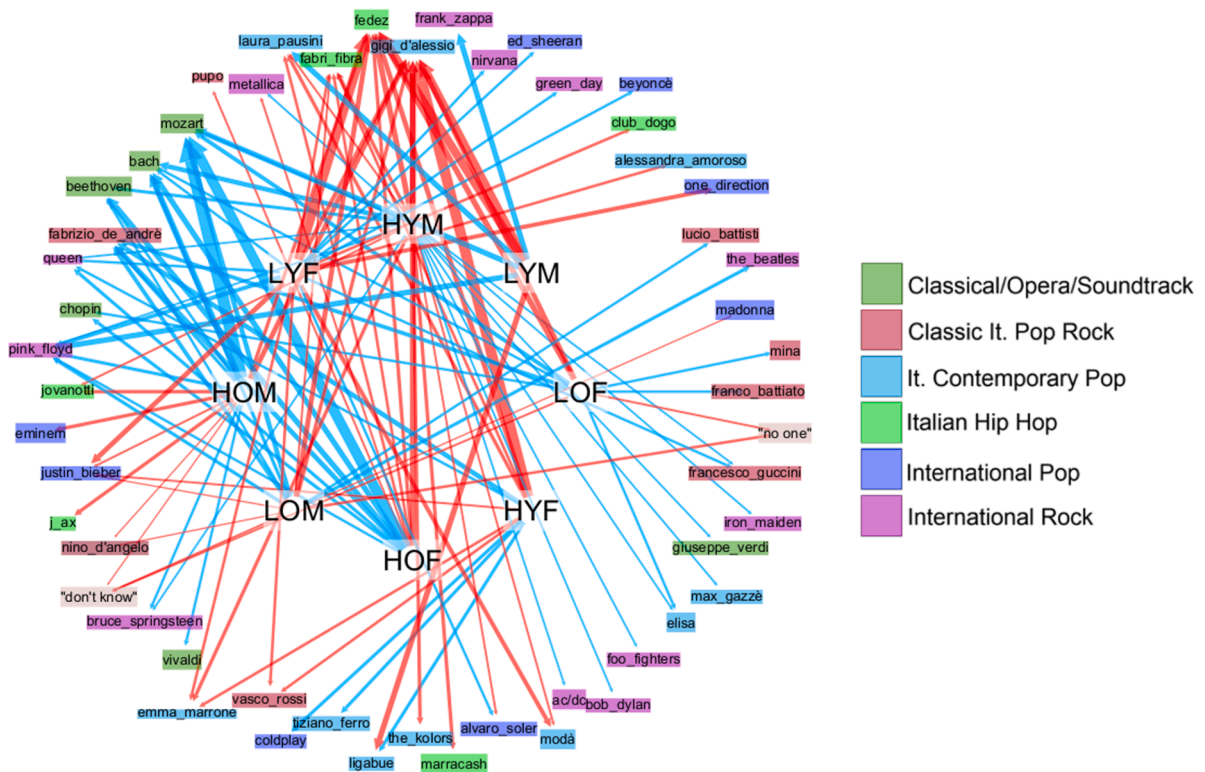 fedez
frank_zappa
laura_pausini
gigi_d'alessio
ed_sheeran
fabri_fibra
nirvana
pupo
metallica
green_day
beyoncè
mozart
club_dogo
bach
alessandra_amoroso
beethoven
one_direction
HYM
fabrizio_de_andrè
lucio_battisti
queen
the_beatles
LYF
LYM
Classical/Opera/Soundtrack
chopin
madonna
Classic It. Pop Rock
pink_floyd
mina
It. Contemporary Pop
jovanotti
HOM
LOF
franco_battiato
Italian Hip Hop
eminem
"no one"
justin_bieber
francesco_guccini
International Pop
LOM
HYF
International Rock
j_ax
iron_maiden
nino_d'angelo
giuseppe_verdi
HOF
"don't know"
max_gazzè
bruce_springsteen
elisa
vivaldi
foo_fighters
vasco_rossi
ac/dc
bob_dylan
emma_marrone
tiziano_ferro
alvaro_soler
coldplay
the_kolors
modà
ligabue
marracash